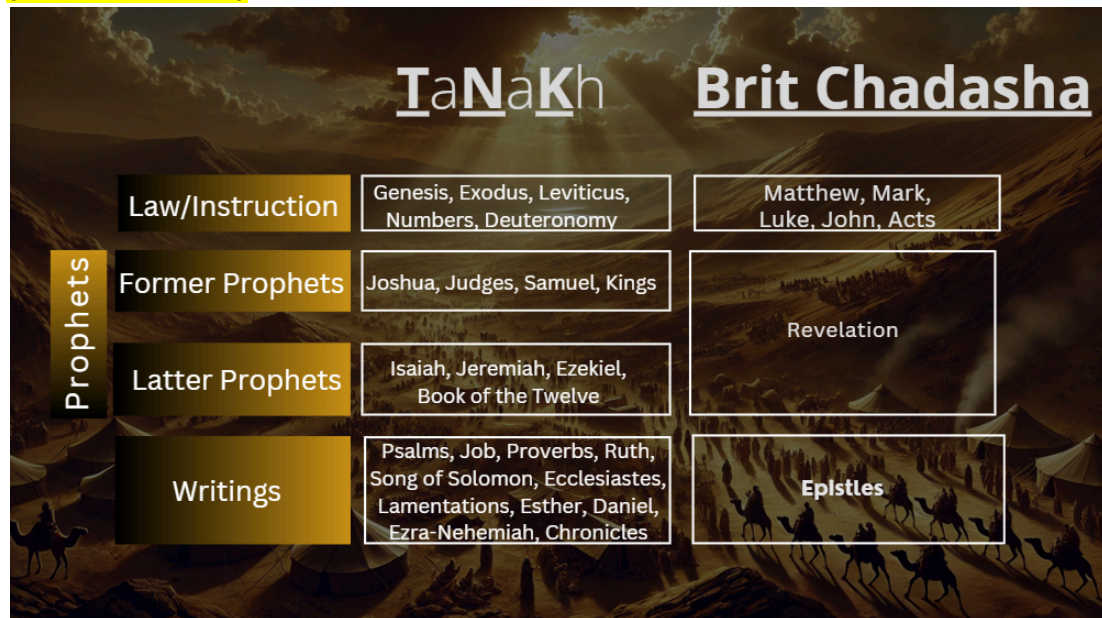 TaNaKh
Brit Chadasha
Law/Instruction
Genesis, Exodus, Leviticus,
Numbers, Deuteronomy
Matthew, Mark,
Luke, John, Acts
Prophets
Former Prophets
Joshua, Judges, Samuel, Kings
Revelation
Latter Prophets
Isaiah, Jeremiah, Ezekiel,
Book of the Twelve
Writings
Psalms, Job, Proverbs, Ruth,
Song of Solomon, Ecclesiastes,
Lamentations, Esther, Daniel,
Ezra-Nehemiah, Chronicles
Epistles